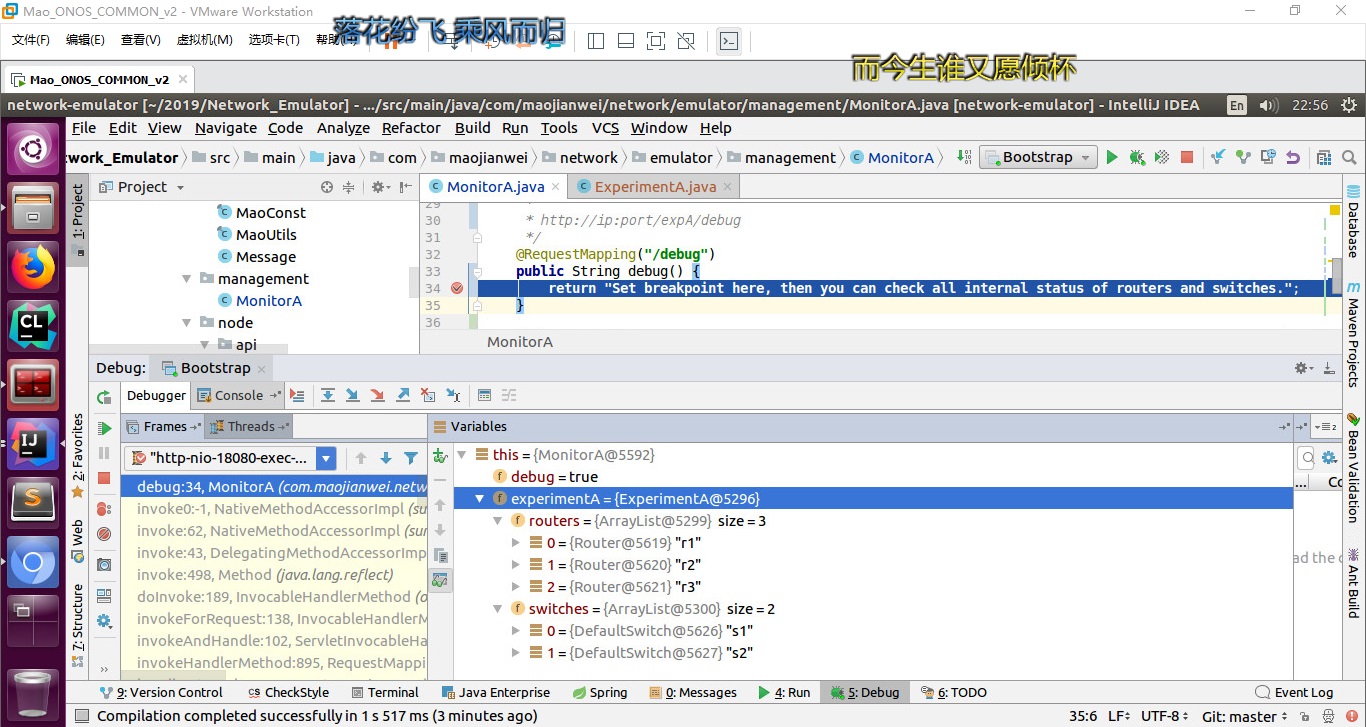 Mao_ONOS_COMMON_v2 - VMware Workstation
文件(F) 编辑(E) 查看(V) 虚拟机(M) 选项卡(T) 帮助
落花纷飞 乘风而归
而今生谁又愿倾杯
Mao_ONOS_COMMON_v2
network-emulator [~/2019/Network_Emulator] - .../src/main/java/com/maojianwei/network/emulator/management/MonitorA.java [network-emulator] - IntelliJ IDEA En 22:56
File Edit View Navigate Code Analyze Refactor Build Run Tools VCS Window Help
twork_Emulator src main java com maojianwei network emulator management MonitorA Bootstrap
1: Project
Project
MaoConst
MaoUtils
Message
management
MonitorA
node
api
MonitorA.java ExperimentA.java
29 *
30 * http://ip:port/expA/debug
31 */
32 @RequestMapping("/debug")
33 public String debug() {
34 return "Set breakpoint here, then you can check all internal status of routers and switches.";
35 }
36
MonitorA
Database
Maven Projects
Bean Validation
Ant Build
Debug: Bootstrap
Debugger Console
Frames Threads
"http-nio-18080-exec-...
debug:34, MonitorA (com.maojianwei.netw
invoke0:-1, NativeMethodAccessorImpl (sur
invoke:62, NativeMethodAccessorImpl (sur
invoke:43, DelegatingMethodAccessorImp
invoke:498, Method (java.lang.reflect)
doInvoke:189, InvocableHandlerMethod (o
invokeForRequest:138, InvocableHandlerM
invokeAndHandle:102, ServletInvocableHa
invokeHandlerMethod:895, RequestMappi
Variables
this = {MonitorA@5592}
debug = true
experimentA = {ExperimentA@5296}
routers = {ArrayList@5299} size = 3
0 = {Router@5619} "r1"
1 = {Router@5620} "r2"
2 = {Router@5621} "r3"
switches = {ArrayList@5300} size = 2
0 = {DefaultSwitch@5626} "s1"
1 = {DefaultSwitch@5627} "s2"
2
... Co
ad the c
2: Favorites
Web
7: Structure
9: Version Control CheckStyle Terminal Java Enterprise Spring 0: Messages 4: Run 5: Debug 6: TODO Event Log
Compilation completed successfully in 1 s 517 ms (3 minutes ago) 35:6 LF UTF-8 Git: master